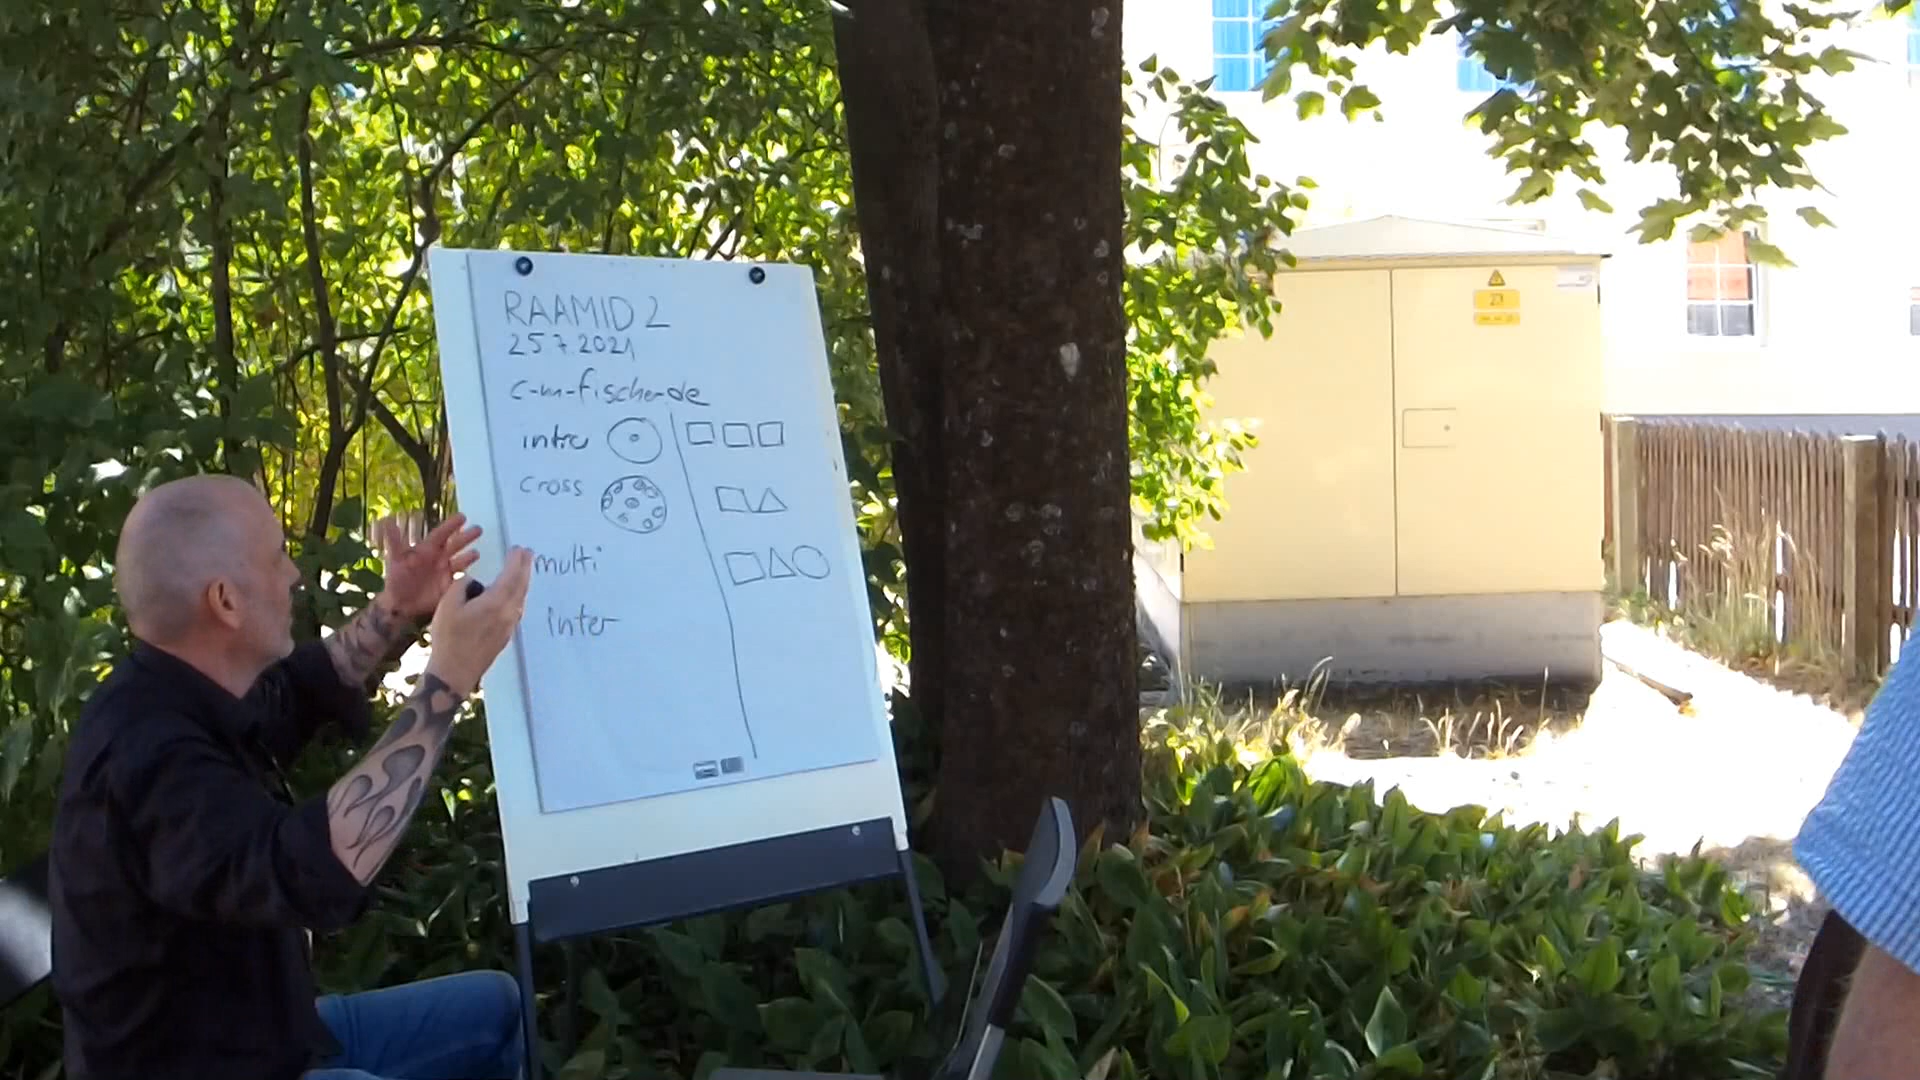 RAAMID 2
25.7.2021
c-m-fischer.de
intra
cross
multi
inter